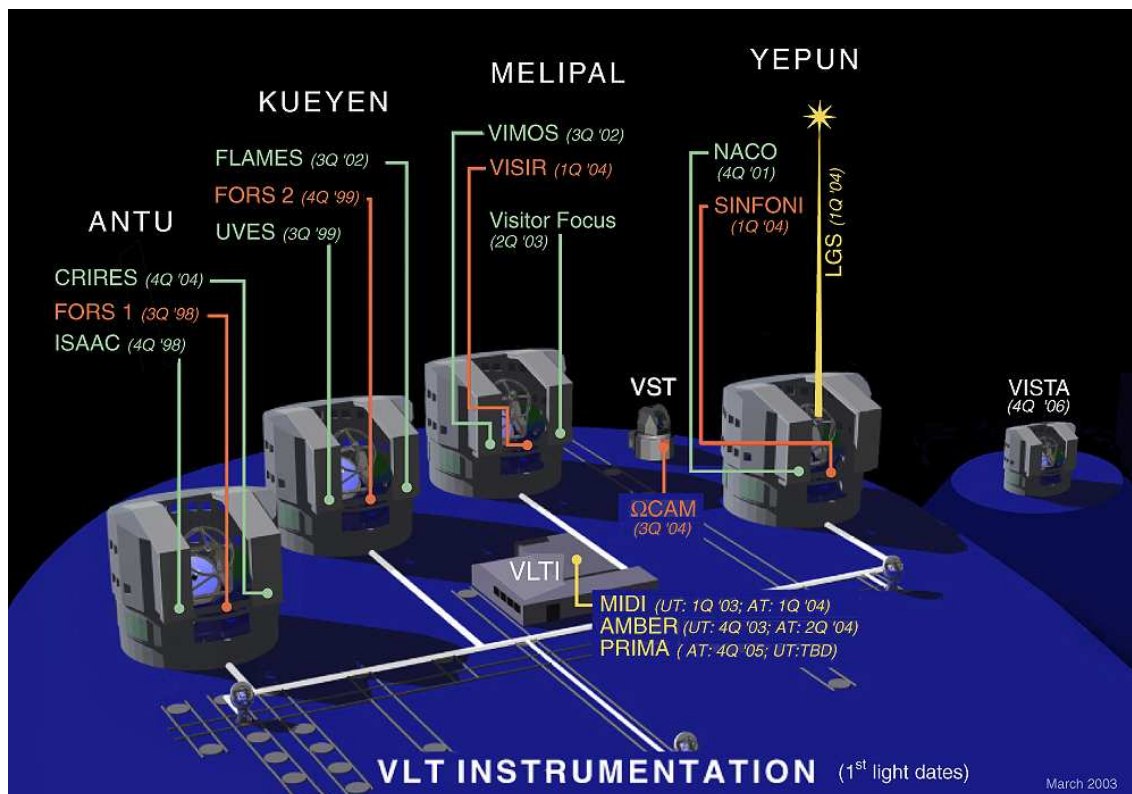 YEPUN
MELIPAL
KUEYEN
ANTU
VIMOS (3Q '02)
VISIR (1Q '04)
Visitor Focus
(2Q '03)
NACO
(4Q '01)
SINFONI
(1Q '04)
LGS (1Q '04)
FLAMES (3Q '02)
FORS 2 (4Q '99)
UVES (3Q '99)
CRIRES (4Q '04)
FORS 1 (3Q '98)
ISAAC (4Q '98)
VST
VISTA
(4Q '06)
ΩCAM
(3Q '04)
VLTI
MIDI (UT: 1Q '03; AT: 1Q '04)
AMBER (UT: 4Q '03; AT: 2Q '04)
PRIMA ( AT: 4Q '05; UT:TBD)
VLT INSTRUMENTATION (1st light dates)
March 2003